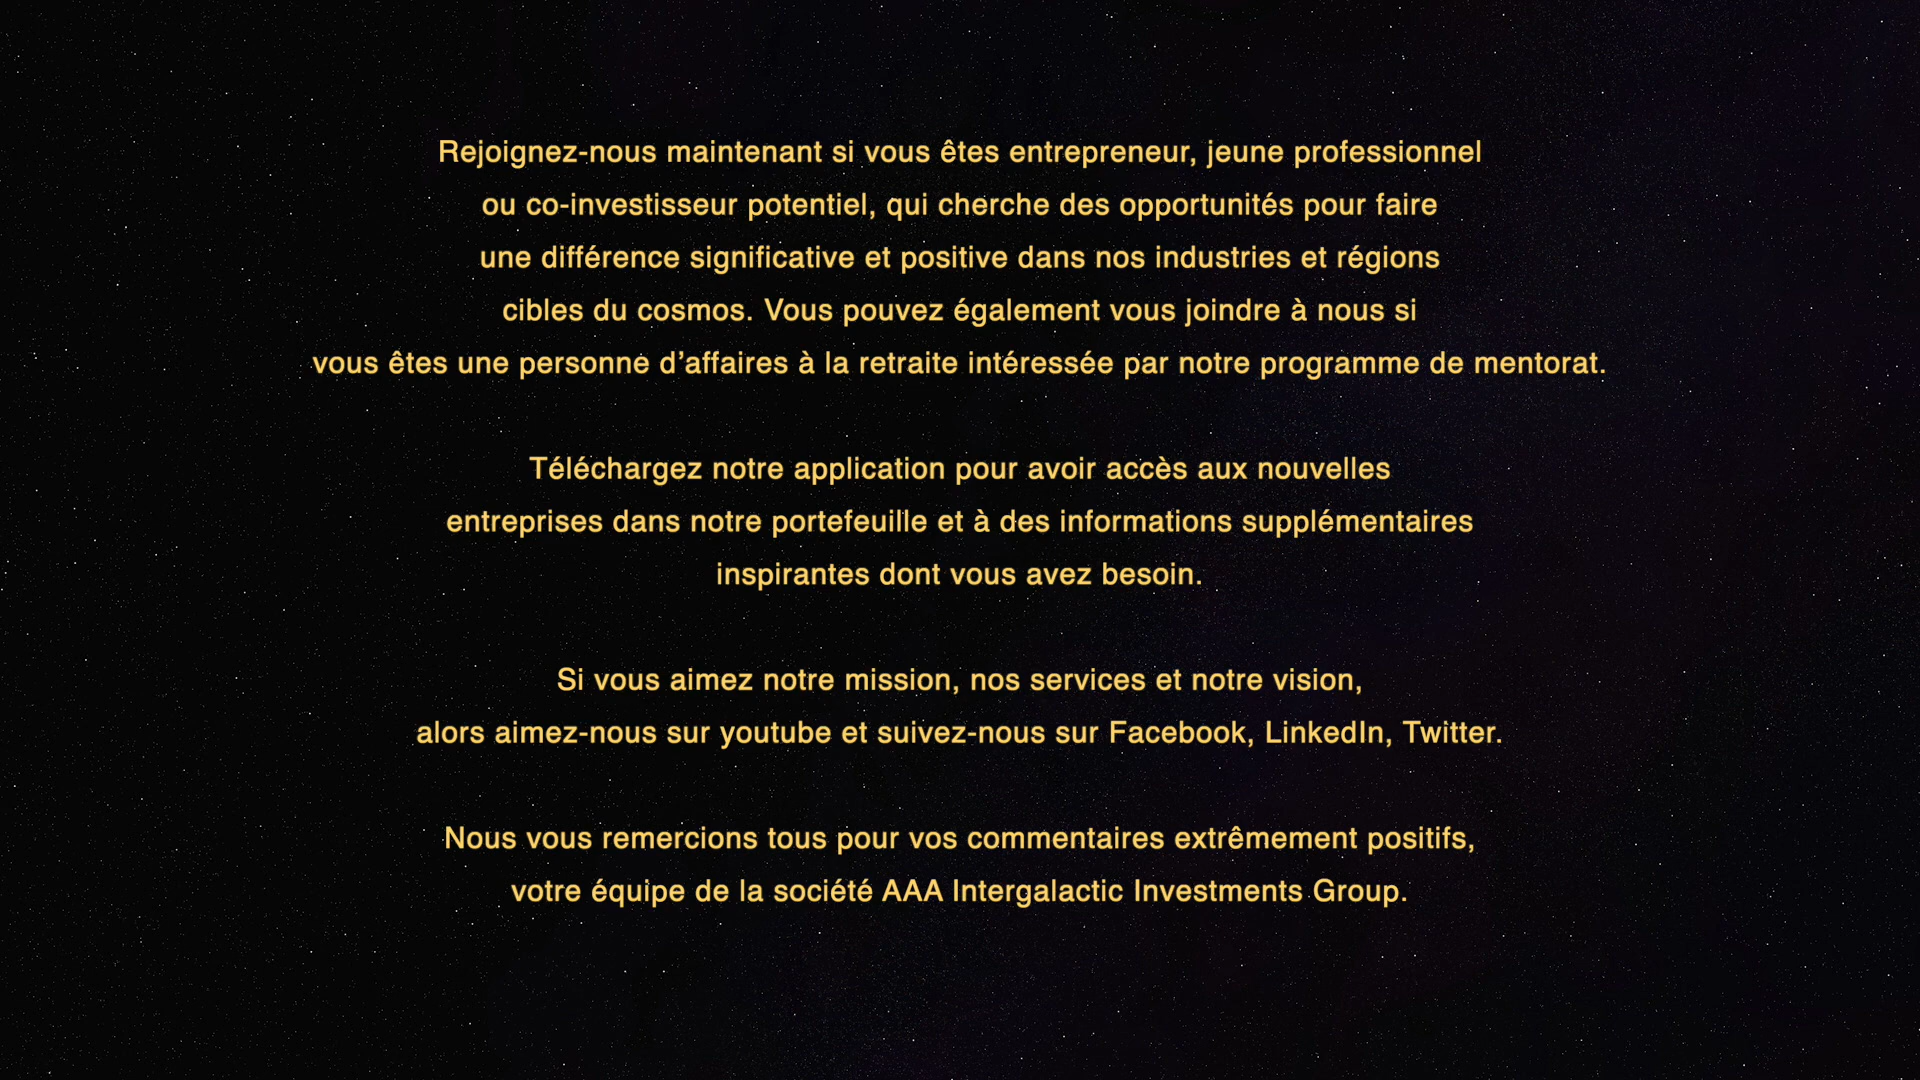 Rejoignez-nous maintenant si vous êtes entrepreneur, jeune professionnel
ou co-investisseur potentiel, qui cherche des opportunités pour faire
une différence significative et positive dans nos industries et régions
cibles du cosmos. Vous pouvez également vous joindre à nous si
vous êtes une personne d’affaires à la retraite intéressée par notre programme de mentorat.
Téléchargez notre application pour avoir accès aux nouvelles
entreprises dans notre portefeuille et à des informations supplémentaires
inspirantes dont vous avez besoin.
Si vous aimez notre mission, nos services et notre vision,
alors aimez-nous sur youtube et suivez-nous sur Facebook, LinkedIn, Twitter.
Nous vous remercions tous pour vos commentaires extrêmement positifs,
votre équipe de la société AAA Intergalactic Investments Group.